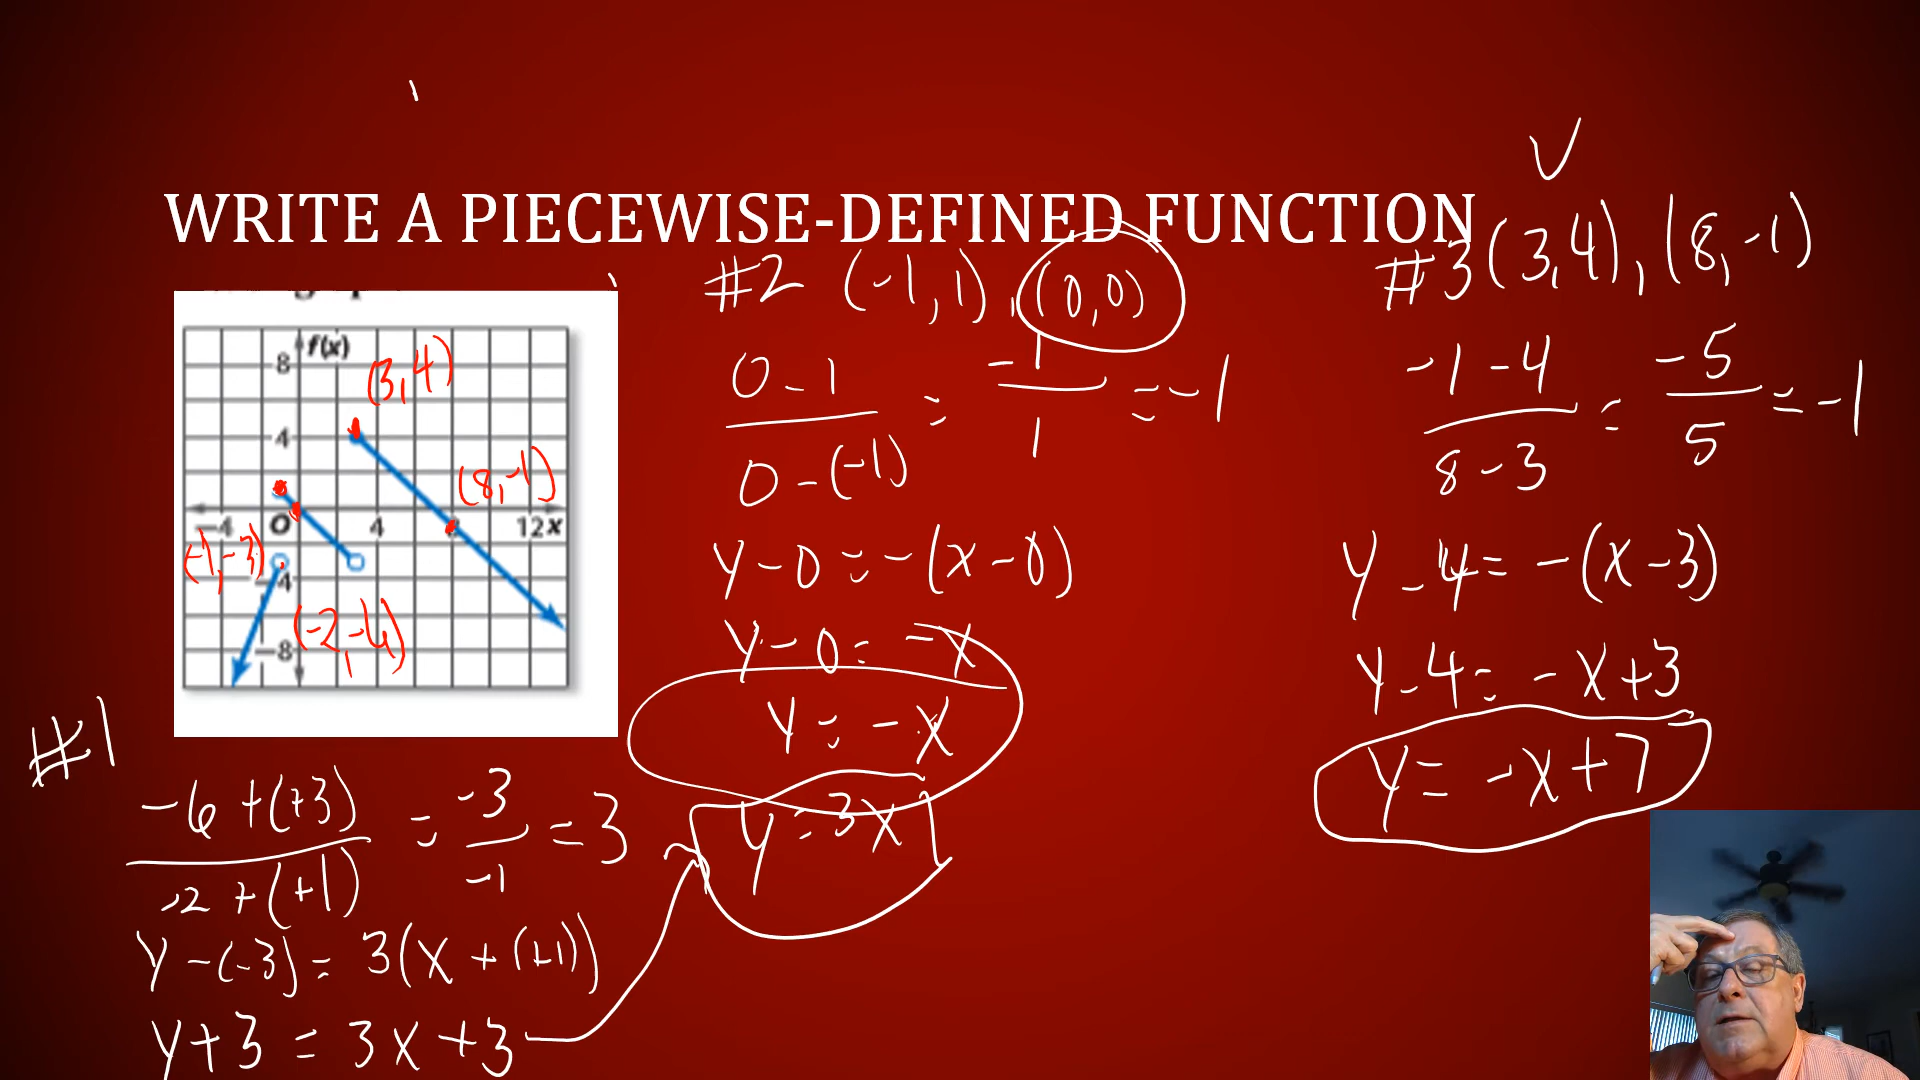 WRITE A PIECEWISE-DEFINED FUNCTION
f(x)
8
4
-4 O 4 8 12 x
-4
-8
(3,4)
(8,-1)
(-1,-3)
(-2,-6)
#1
-6+(+3) / -2+(+1) = -3/-1 = 3
y-(-3) = 3(x+(+1))
y+3 = 3x+3
y=3x
#2 (-1,1), (0,0)
0-1 / 0-(-1) = -1/1 = -1
y-0 = -(x-0)
y-0 = -x
y = -x
#3 (3,4), (8,-1)
-1-4 / 8-3 = -5/5 = -1
y-4 = -(x-3)
y-4 = -x+3
y = -x+7